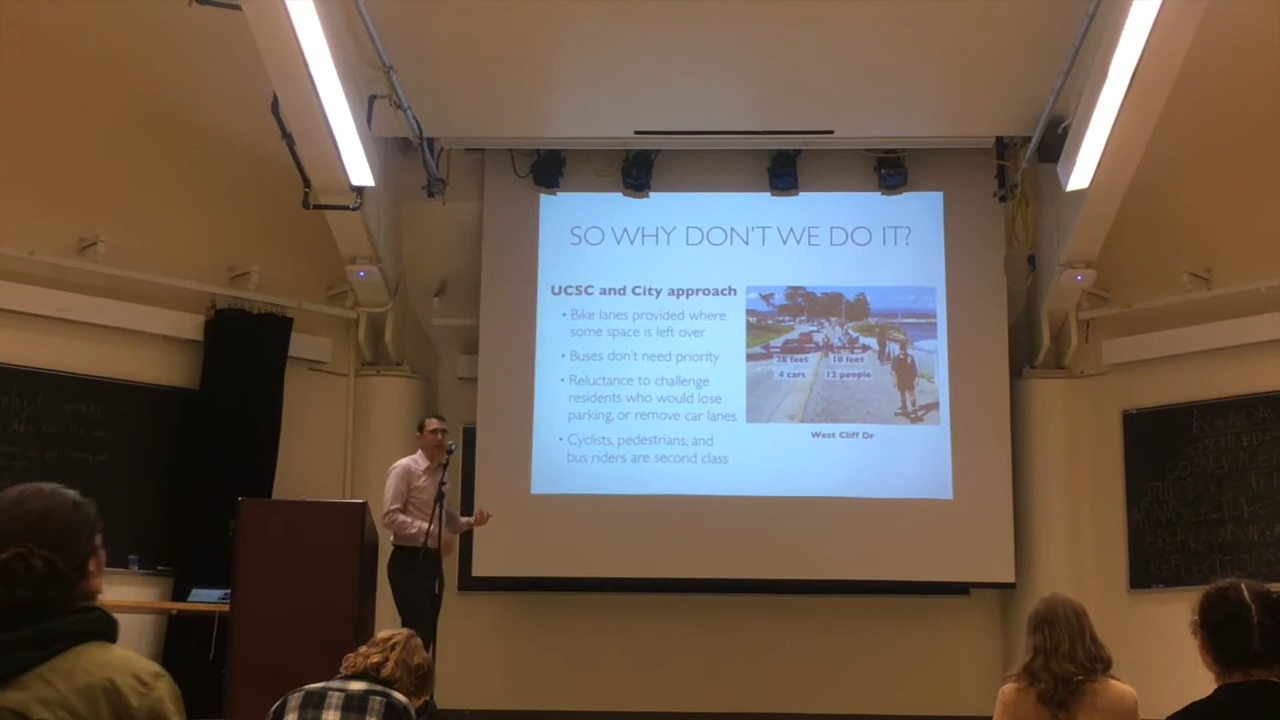 SO WHY DON'T WE DO IT?
UCSC and City approach
• Bike lanes provided where
some space is left over
• Buses don't need priority
• Reluctance to challenge
residents who would lose
parking, or remove car lanes
• Cyclists, pedestrians, and
bus riders are second class
28 feet 10 feet
4 cars 12 people
West Cliff Dr